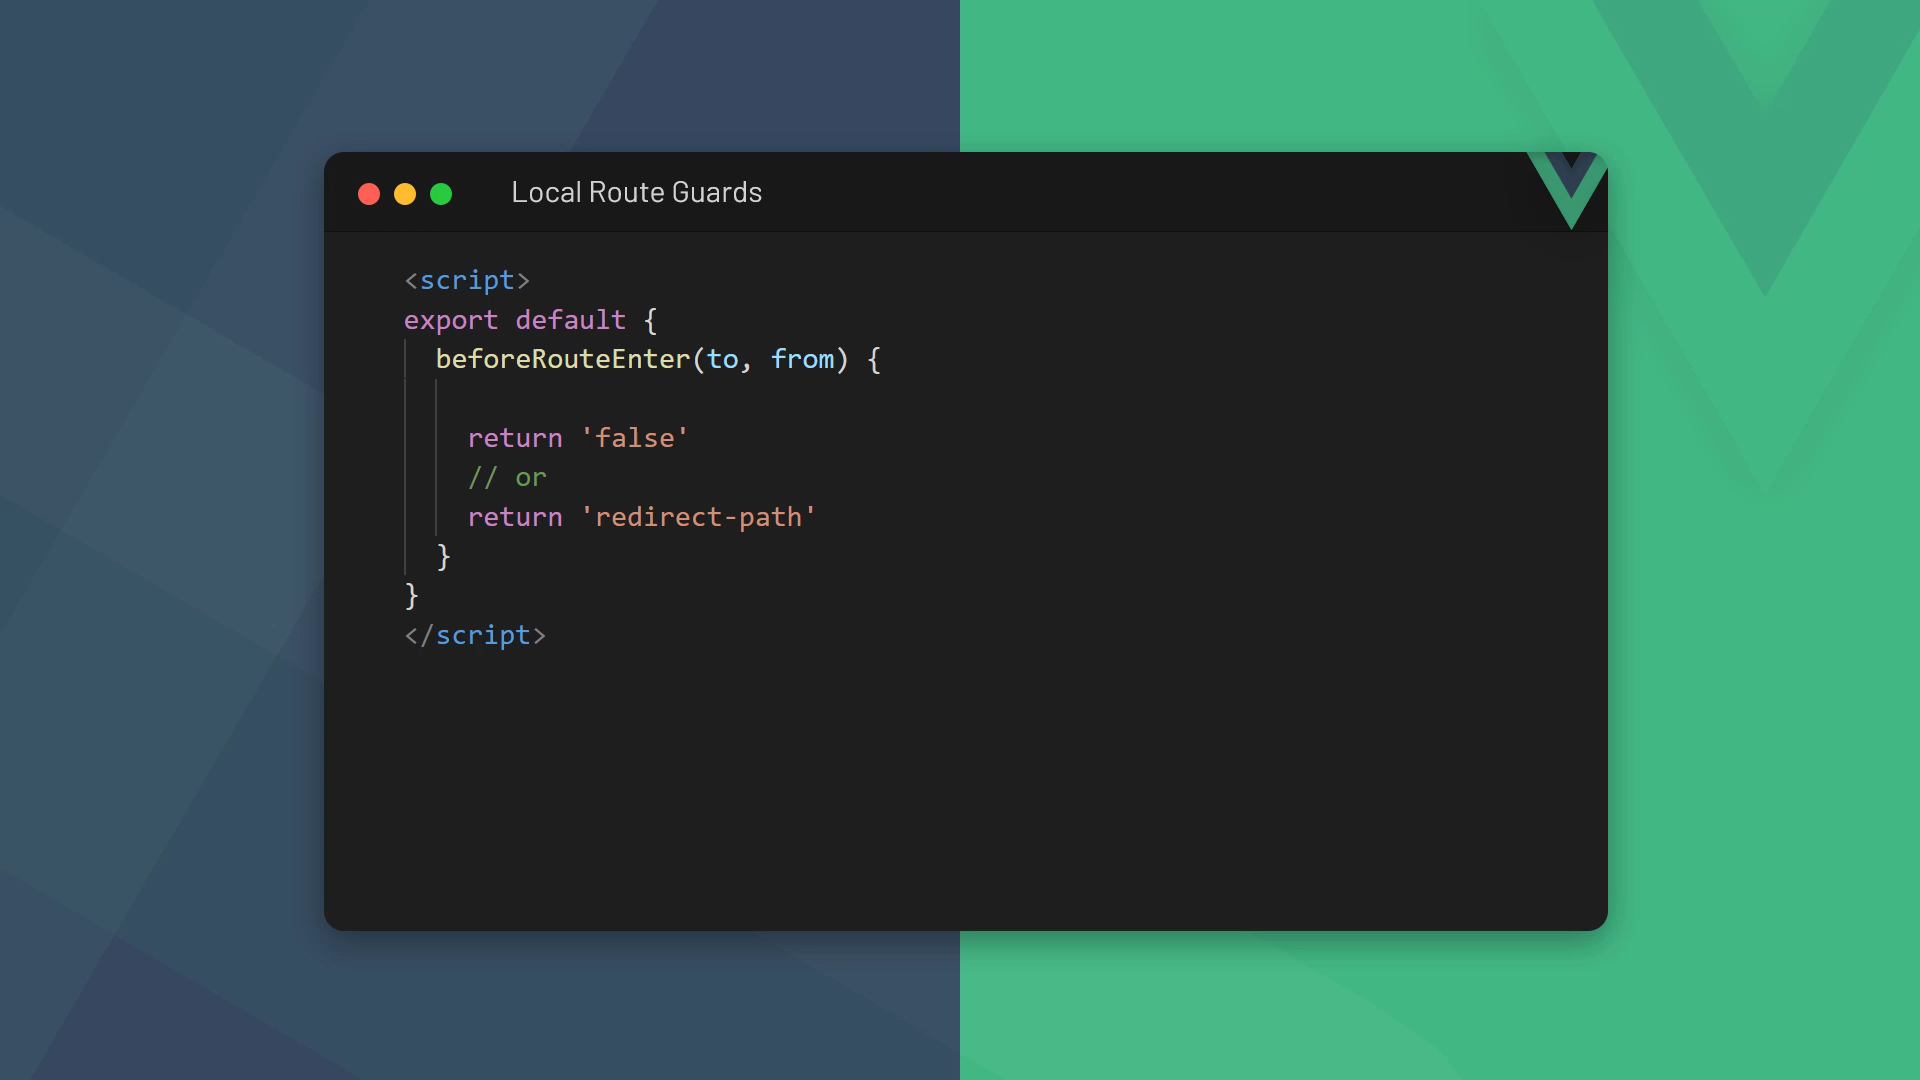 Local Route Guards
<script>
export default {
  beforeRouteEnter(to, from) {

    return 'false'
    // or
    return 'redirect-path'
  }
}
</script>